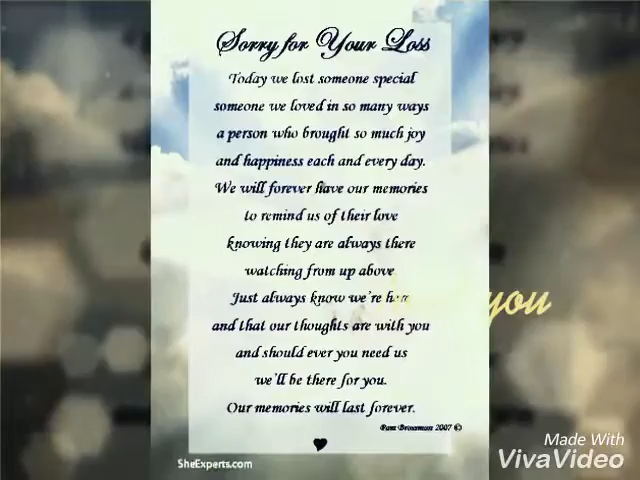 Sorry for Your Loss
Today we lost someone special
someone we loved in so many ways
a person who brought so much joy
and happiness each and every day.
We will forever have our memories
to remind us of their love
knowing they are always there
watching from up above
Just always know we're
and that our thoughts are with you
and should ever you need us
we'll be there for you.
Our memories will last forever.
2007 ©
you
SheExperts.com
Made With
VivaVideo